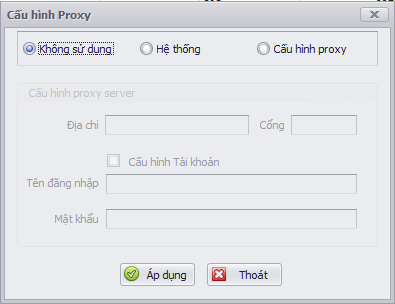 Cấu hình Proxy
Không sử dụng Hệ thống Cấu hình proxy
Cấu hình proxy server
Địa chỉ Cổng
Cấu hình Tài khoản
Tên đăng nhập
Mật khẩu
Áp dụng Thoát